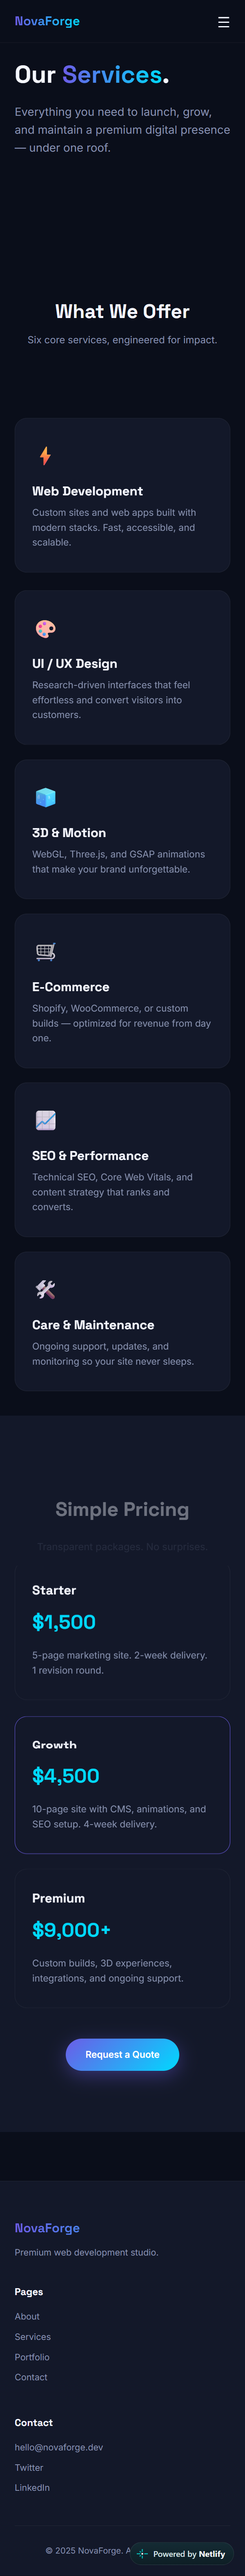 NovaForge
Our Services.
Everything you need to launch, grow,
and maintain a premium digital presence
— under one roof.
What We Offer
Six core services, engineered for impact.
Web Development
Custom sites and web apps built with
modern stacks. Fast, accessible, and
scalable.
UI / UX Design
Research-driven interfaces that feel
effortless and convert visitors into
customers.
3D & Motion
WebGL, Three.js, and GSAP animations
that make your brand unforgettable.
E-Commerce
Shopify, WooCommerce, or custom
builds — optimized for revenue from day
one.
SEO & Performance
Technical SEO, Core Web Vitals, and
content strategy that ranks and
converts.
Care & Maintenance
Ongoing support, updates, and
monitoring so your site never sleeps.
Simple Pricing
Transparent packages. No surprises.
Starter
$1,500
5-page marketing site. 2-week delivery.
1 revision round.
Growth
$4,500
10-page site with CMS, animations, and
SEO setup. 4-week delivery.
Premium
$9,000+
Custom builds, 3D experiences,
integrations, and ongoing support.
Request a Quote
NovaForge
Premium web development studio.
Pages
About
Services
Portfolio
Contact
Contact
hello@novaforge.dev
Twitter
LinkedIn
© 2025 NovaForge.
Powered by Netlify